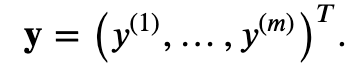 𝐲 = (y⁽¹⁾, … , y⁽ᵐ⁾)ᵀ.